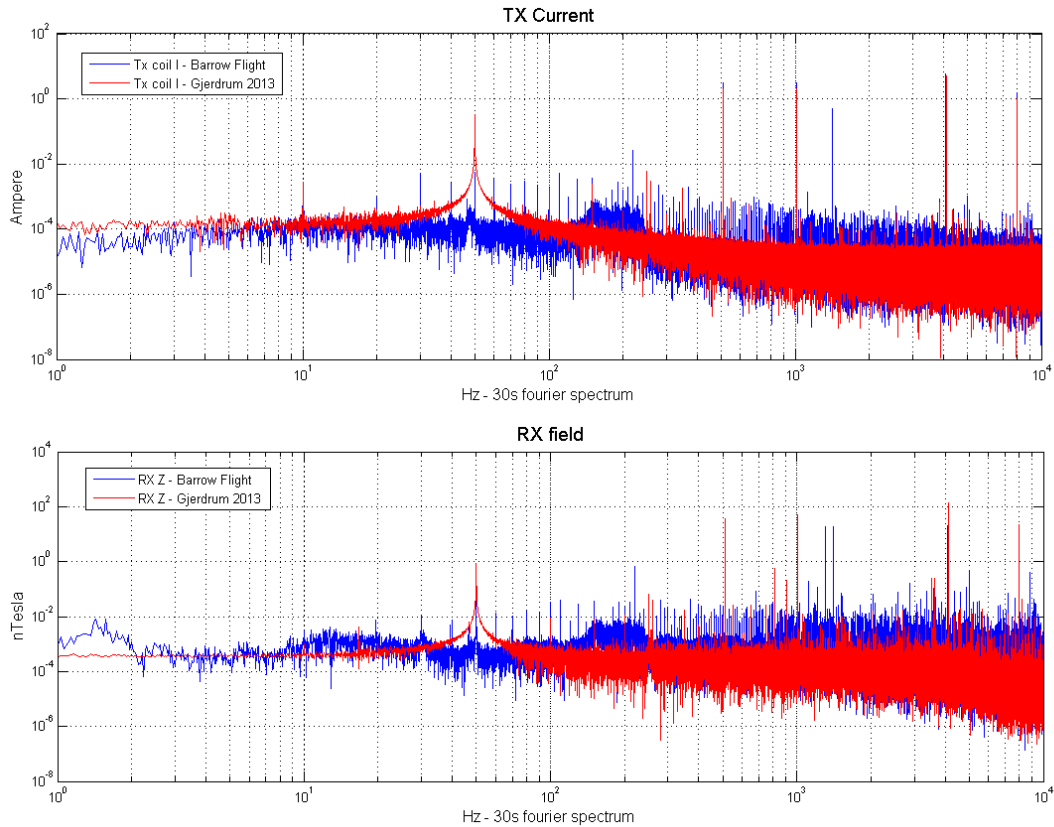 TX Current
10^2
Tx coil I - Barrow Flight
Tx coil I - Gjerdrum 2013
10^0
10^-2
Ampere
10^-4
10^-6
10^-8
10^0 10^1 10^2 10^3 10^4
Hz - 30s fourier spectrum
RX field
10^4
RX Z - Barrow Flight
RX Z - Gjerdrum 2013
10^2
10^0
10^-2
nTesla
10^-4
10^-6
10^-8
10^0 10^1 10^2 10^3 10^4
Hz - 30s fourier spectrum